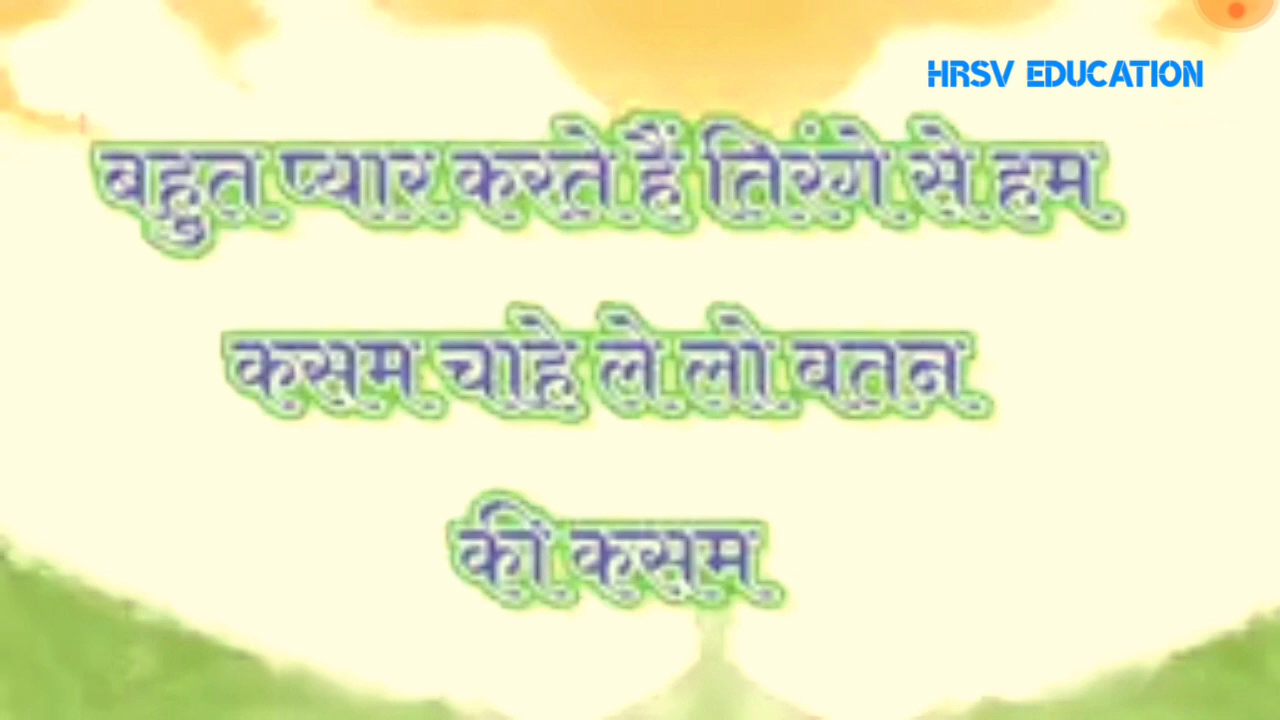 HRSV EDUCATION
बहुत प्यार करते हैं तिरंगे से हम
कसम चाहे ले लो वतन
की कसम